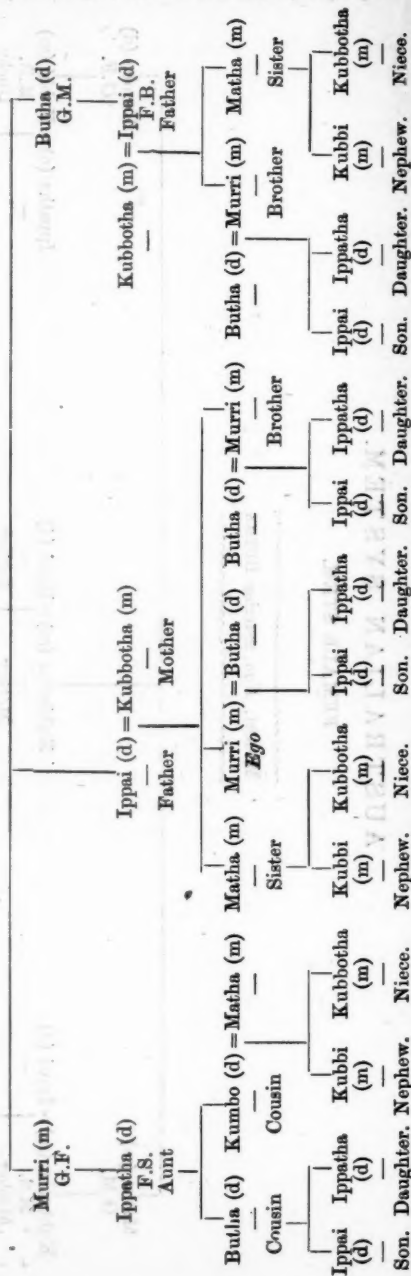 Murri (m) Butha (d)
G.F. G.M.
Ippatha (d) Ippai (d) = Kubbotha (m) Kubbotha (m) = Ippai (d)
F.S. F.B.
Aunt Father Mother Father
Butha (d) Kumbo (d) = Matha (m) Matha (m) Murri (m) = Butha (d) Butha (d) = Murri (m) Butha (d) = Murri (m) Matha (m)
Cousin Cousin Sister Ego Brother Brother Sister
Ippai Ippatha Kubbi Kubbotha Kubbi Kubbotha Ippai Ippatha Ippai Ippatha Ippai Ippatha Kubbi Kubbotha
(d) (d) (m) (m) (m) (m) (d) (d) (d) (d) (d) (d) (m) (m)
Son. Daughter. Nephew. Niece. Nephew. Niece. Son. Daughter. Son. Daughter. Son. Daughter. Nephew. Niece.